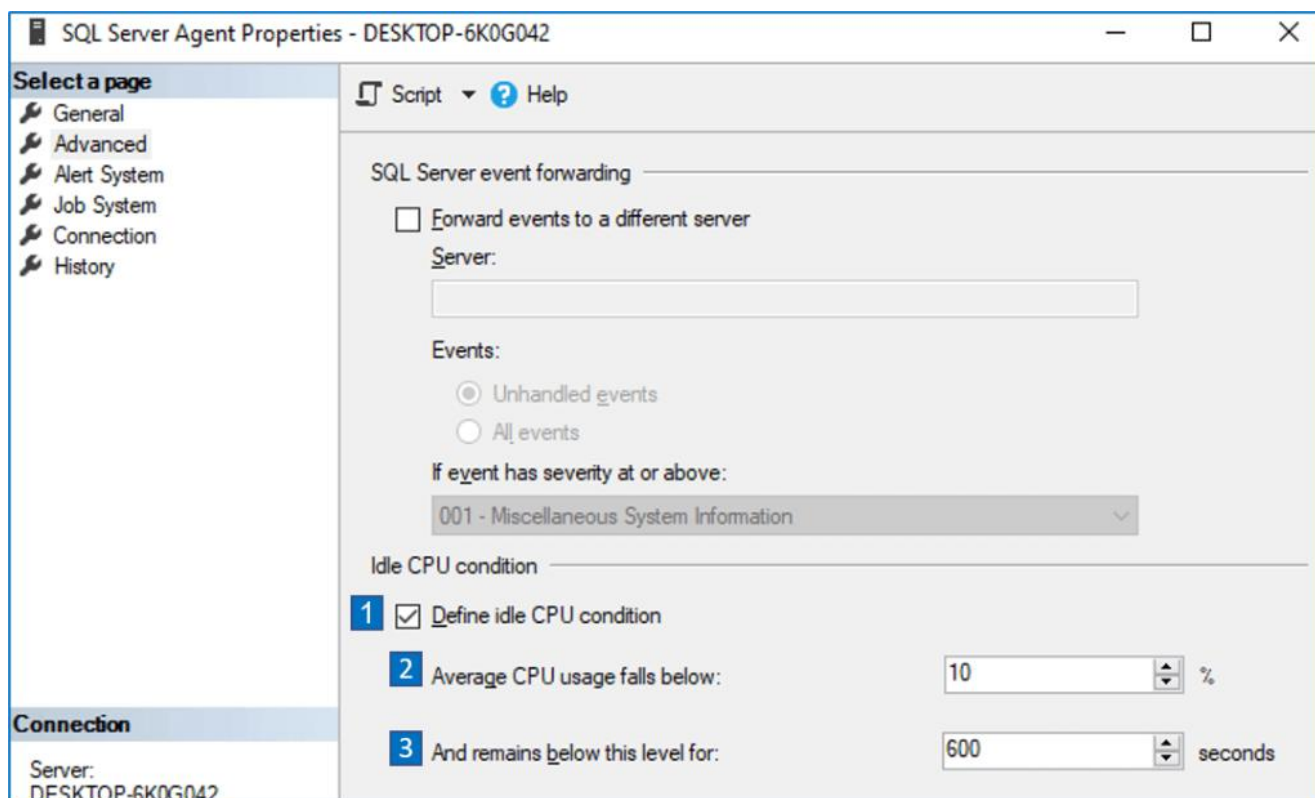 SQL Server Agent Properties - DESKTOP-6K0G042
Select a page
General
Advanced
Alert System
Job System
Connection
History
Script Help
SQL Server event forwarding
Forward events to a different server
Server:
Events:
Unhandled events
All events
If event has severity at or above:
001 - Miscellaneous System Information
Idle CPU condition
1 Define idle CPU condition
2 Average CPU usage falls below: 10 %
3 And remains below this level for: 600 seconds
Connection
Server:
DESKTOP-6K0G042